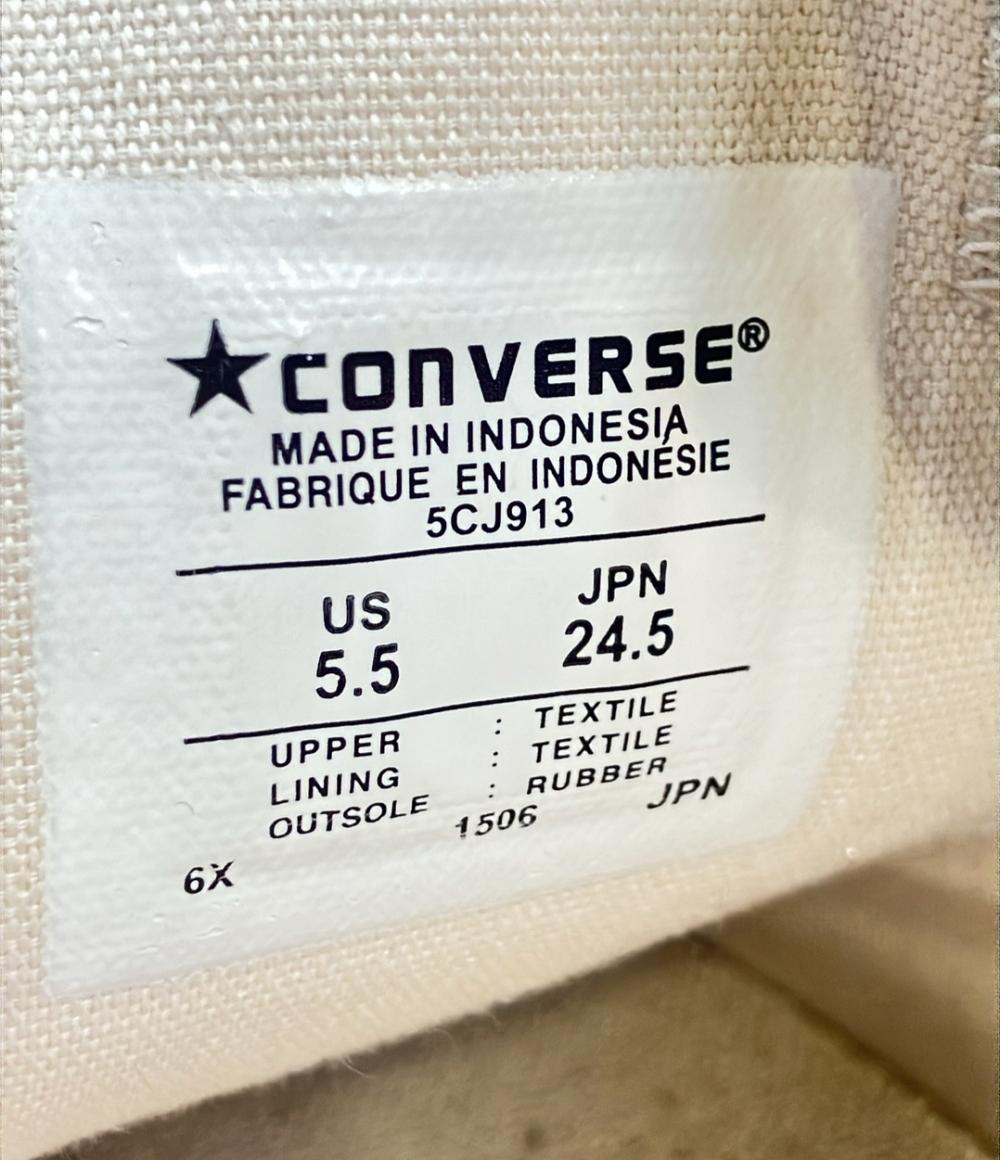 ★CONVERSE®
MADE IN INDONESIA
FABRIQUE EN INDONÉSIE
5CJ913
US JPN
5.5 24.5
UPPER : TEXTILE
LINING : TEXTILE
OUTSOLE : RUBBER
6X 1506 JPN